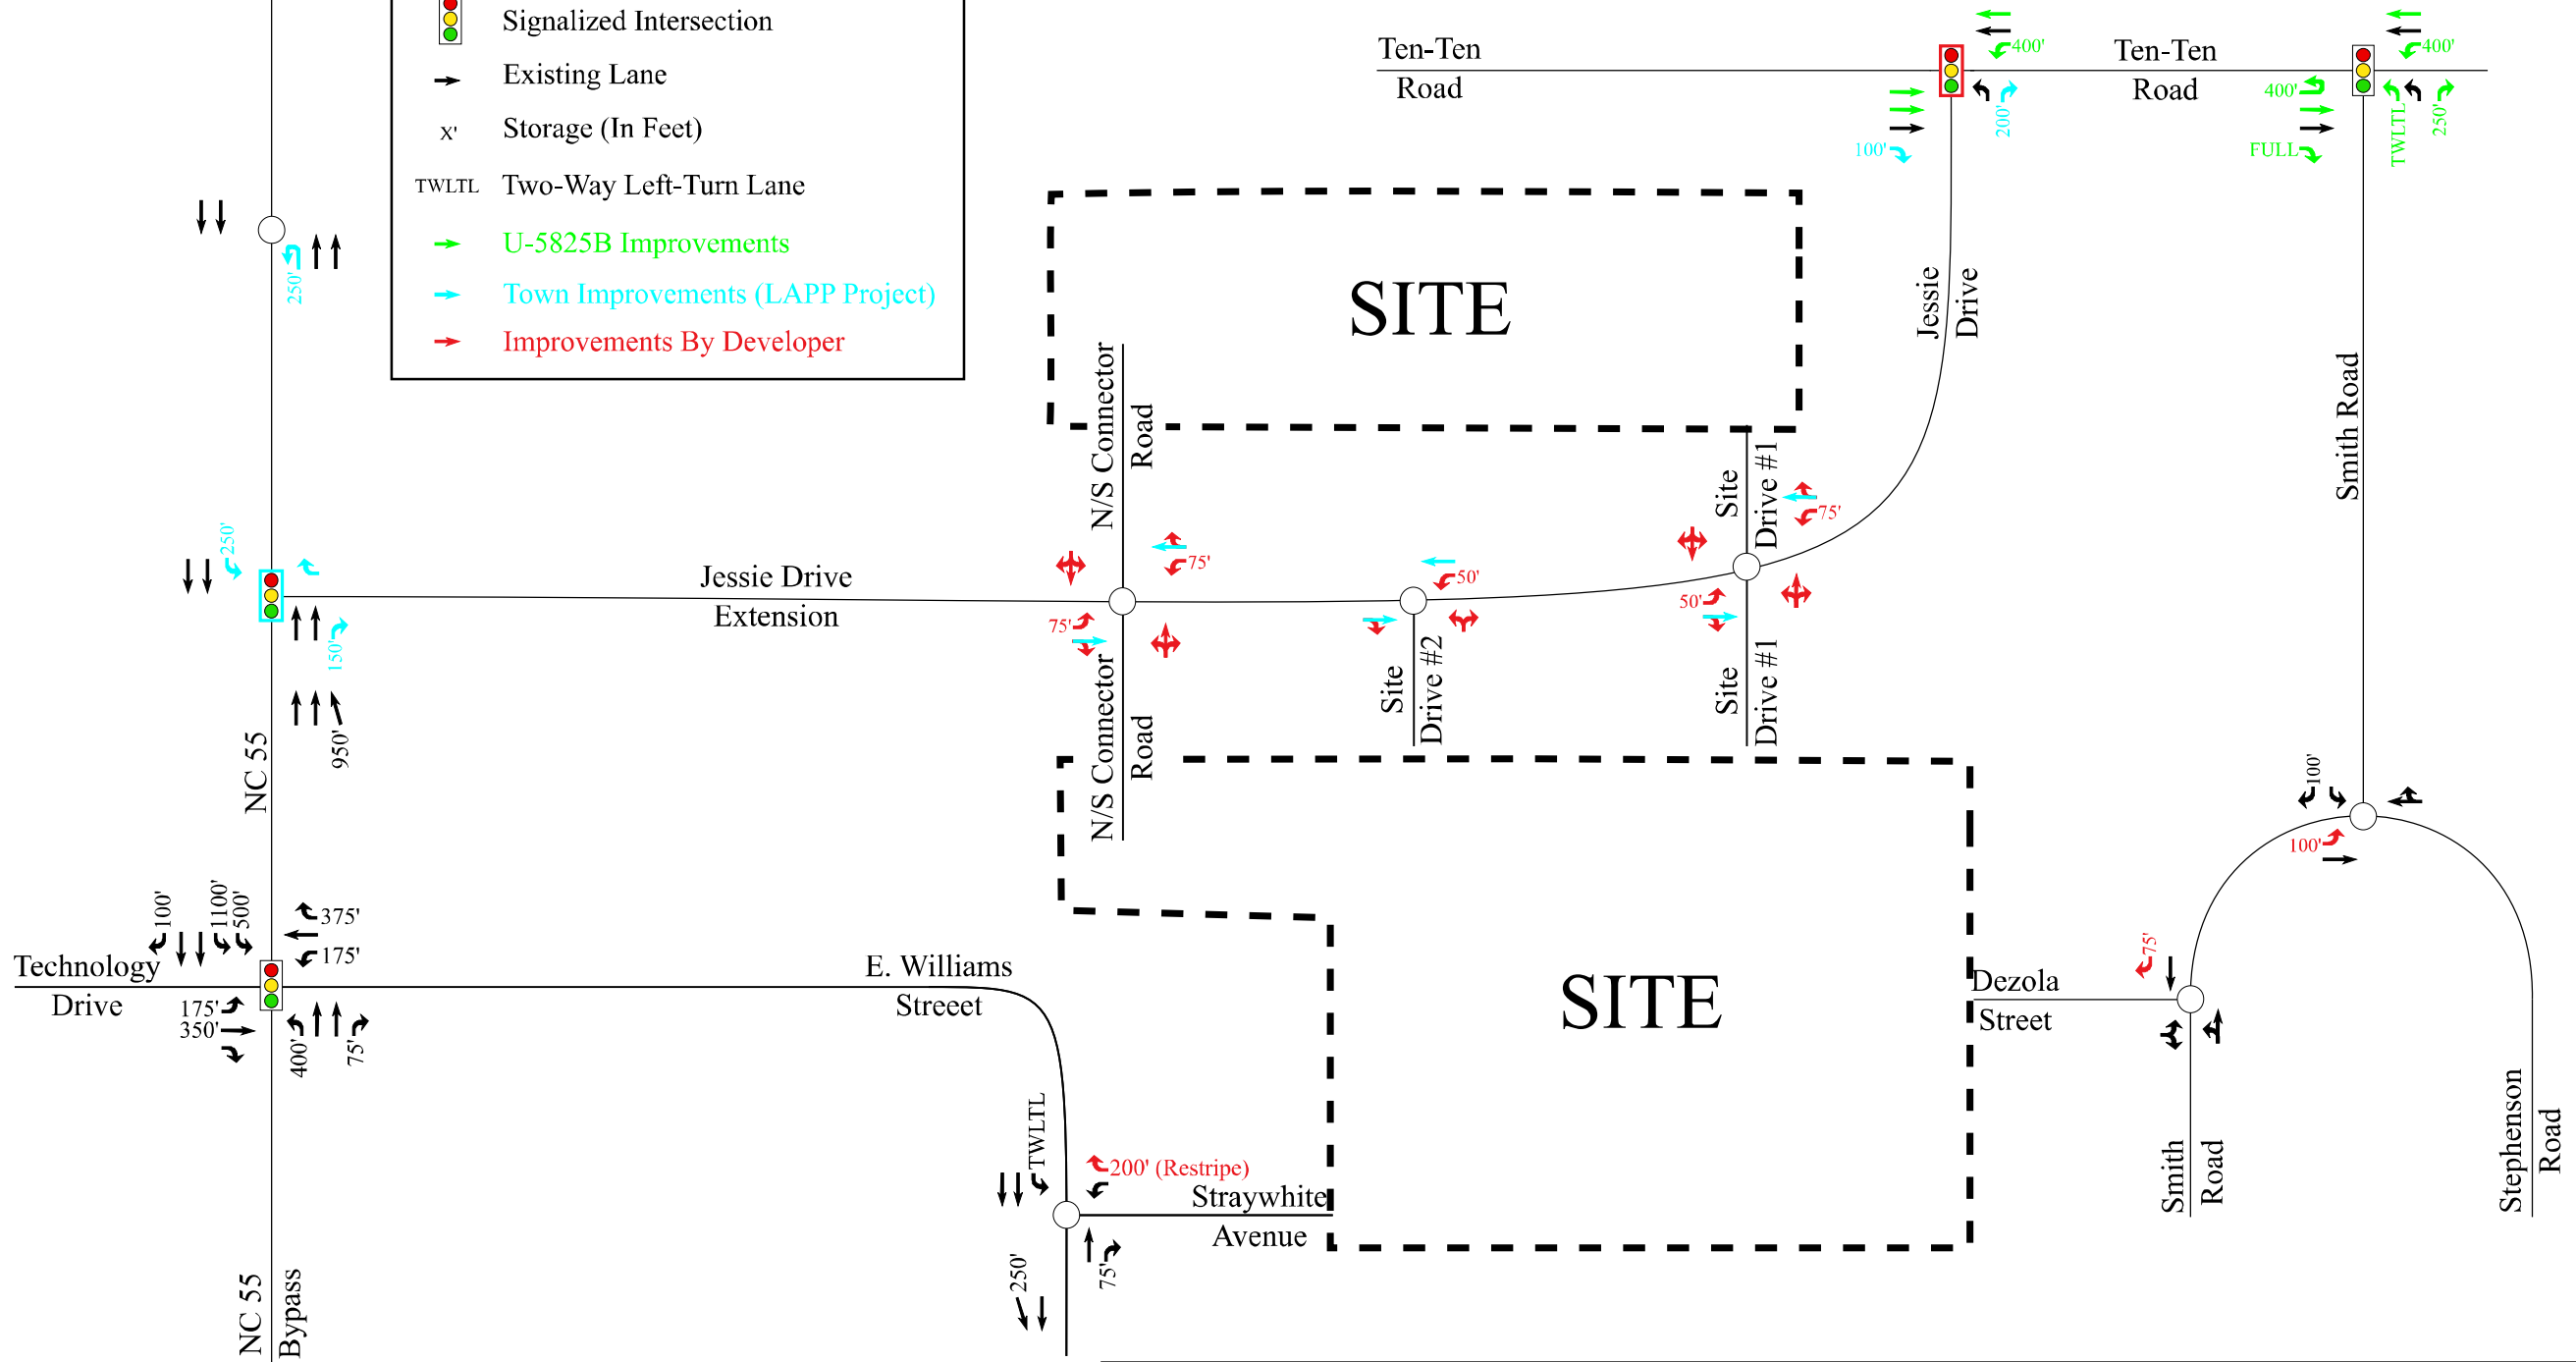 Signalized Intersection
Existing Lane
X' Storage (In Feet)
TWLTL Two-Way Left-Turn Lane
U-5825B Improvements
Town Improvements (LAPP Project)
Improvements By Developer
Ten-Ten
Road
400'
100'
200'
Ten-Ten
Road
400'
400'
FULL
TWLTL
250'
250'
SITE
Jessie
Drive
Smith Road
N/S Connector
Road
Site
Drive #1
75'
250'
150'
950'
NC 55
Jessie Drive
Extension
75'
75'
50'
50'
N/S Connector
Road
Site
Drive #2
Site
Drive #1
100'
100'
100'
1100'
500'
375'
175'
Technology
Drive
175'
350'
400'
75'
E. Williams
Streeet
SITE
75'
Dezola
Street
TWLTL
200' (Restripe)
Straywhite
Avenue
250'
75'
NC 55
Bypass
Smith
Road
Stephenson
Road